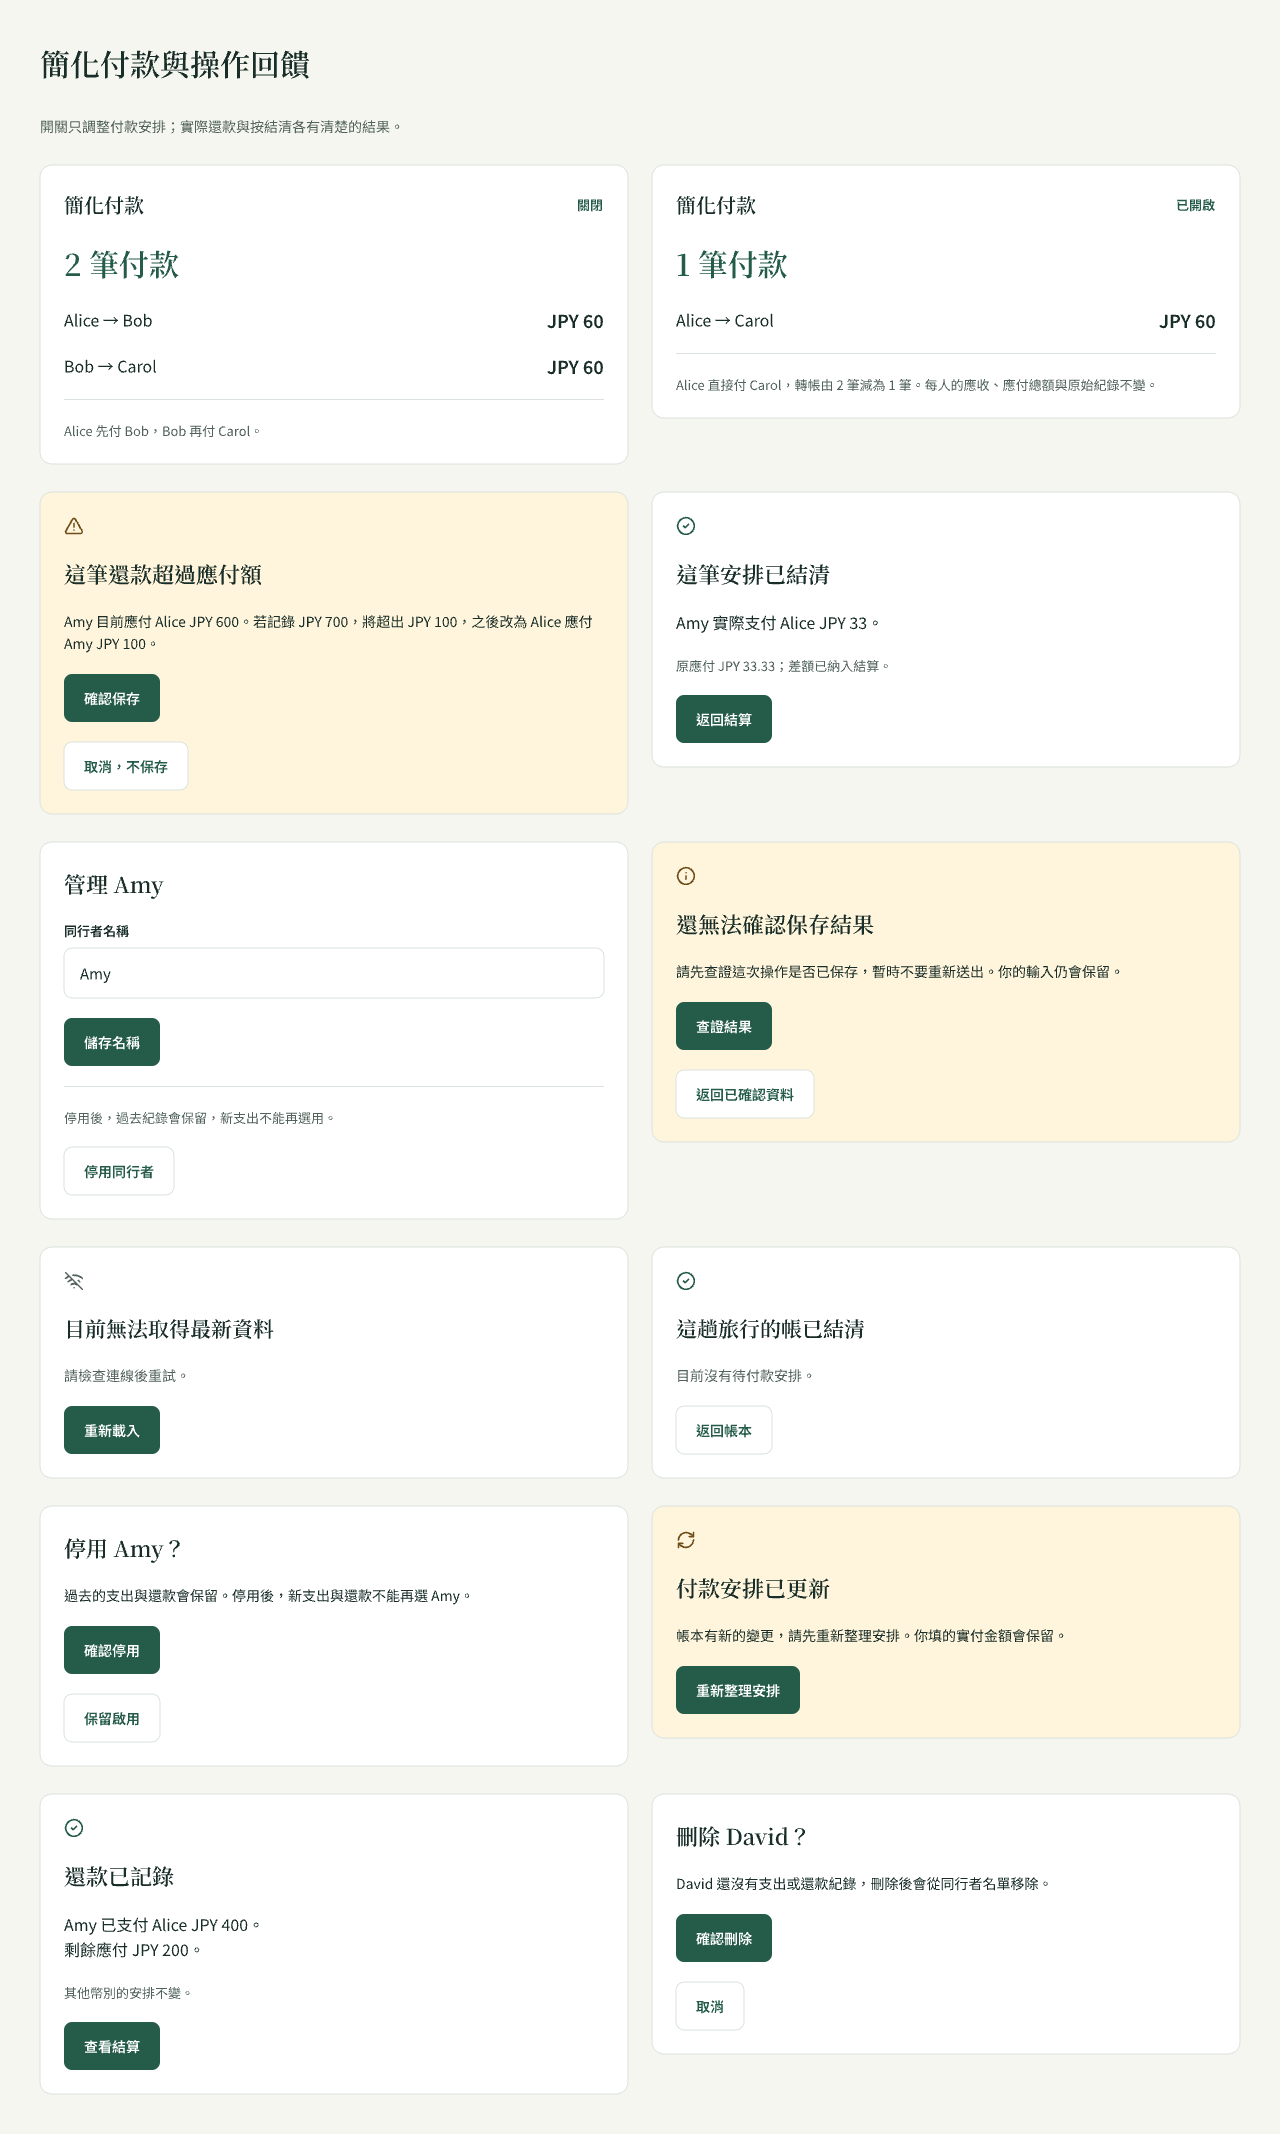 簡化付款與操作回饋
開關只調整付款安排；實際還款與按結清各有清楚的結果。
簡化付款
關閉
2 筆付款
Alice → Bob
JPY 60
Bob → Carol
JPY 60
Alice 先付 Bob，Bob 再付 Carol。
簡化付款
已開啟
1 筆付款
Alice → Carol
JPY 60
Alice 直接付 Carol，轉帳由 2 筆減為 1 筆。每人的應收、應付總額與原始紀錄不變。
這筆還款超過應付額
Amy 目前應付 Alice JPY 600。若記錄 JPY 700，將超出 JPY 100，之後改為 Alice 應付
Amy JPY 100。
確認保存
取消，不保存
這筆安排已結清
Amy 實際支付 Alice JPY 33。
原應付 JPY 33.33；差額已納入結算。
返回結算
管理 Amy
同行者名稱
Amy
儲存名稱
停用後，過去紀錄會保留，新支出不能再選用。
停用同行者
還無法確認保存結果
請先查證這次操作是否已保存，暫時不要重新送出。你的輸入仍會保留。
查證結果
返回已確認資料
目前無法取得最新資料
請檢查連線後重試。
重新載入
這趟旅行的帳已結清
目前沒有待付款安排。
返回帳本
停用 Amy？
過去的支出與還款會保留。停用後，新支出與還款不能再選 Amy。
確認停用
保留啟用
付款安排已更新
帳本有新的變更，請先重新整理安排。你填的實付金額會保留。
重新整理安排
還款已記錄
Amy 已支付 Alice JPY 400。
剩餘應付 JPY 200。
其他幣別的安排不變。
查看結算
刪除 David？
David 還沒有支出或還款紀錄，刪除後會從同行者名單移除。
確認刪除
取消